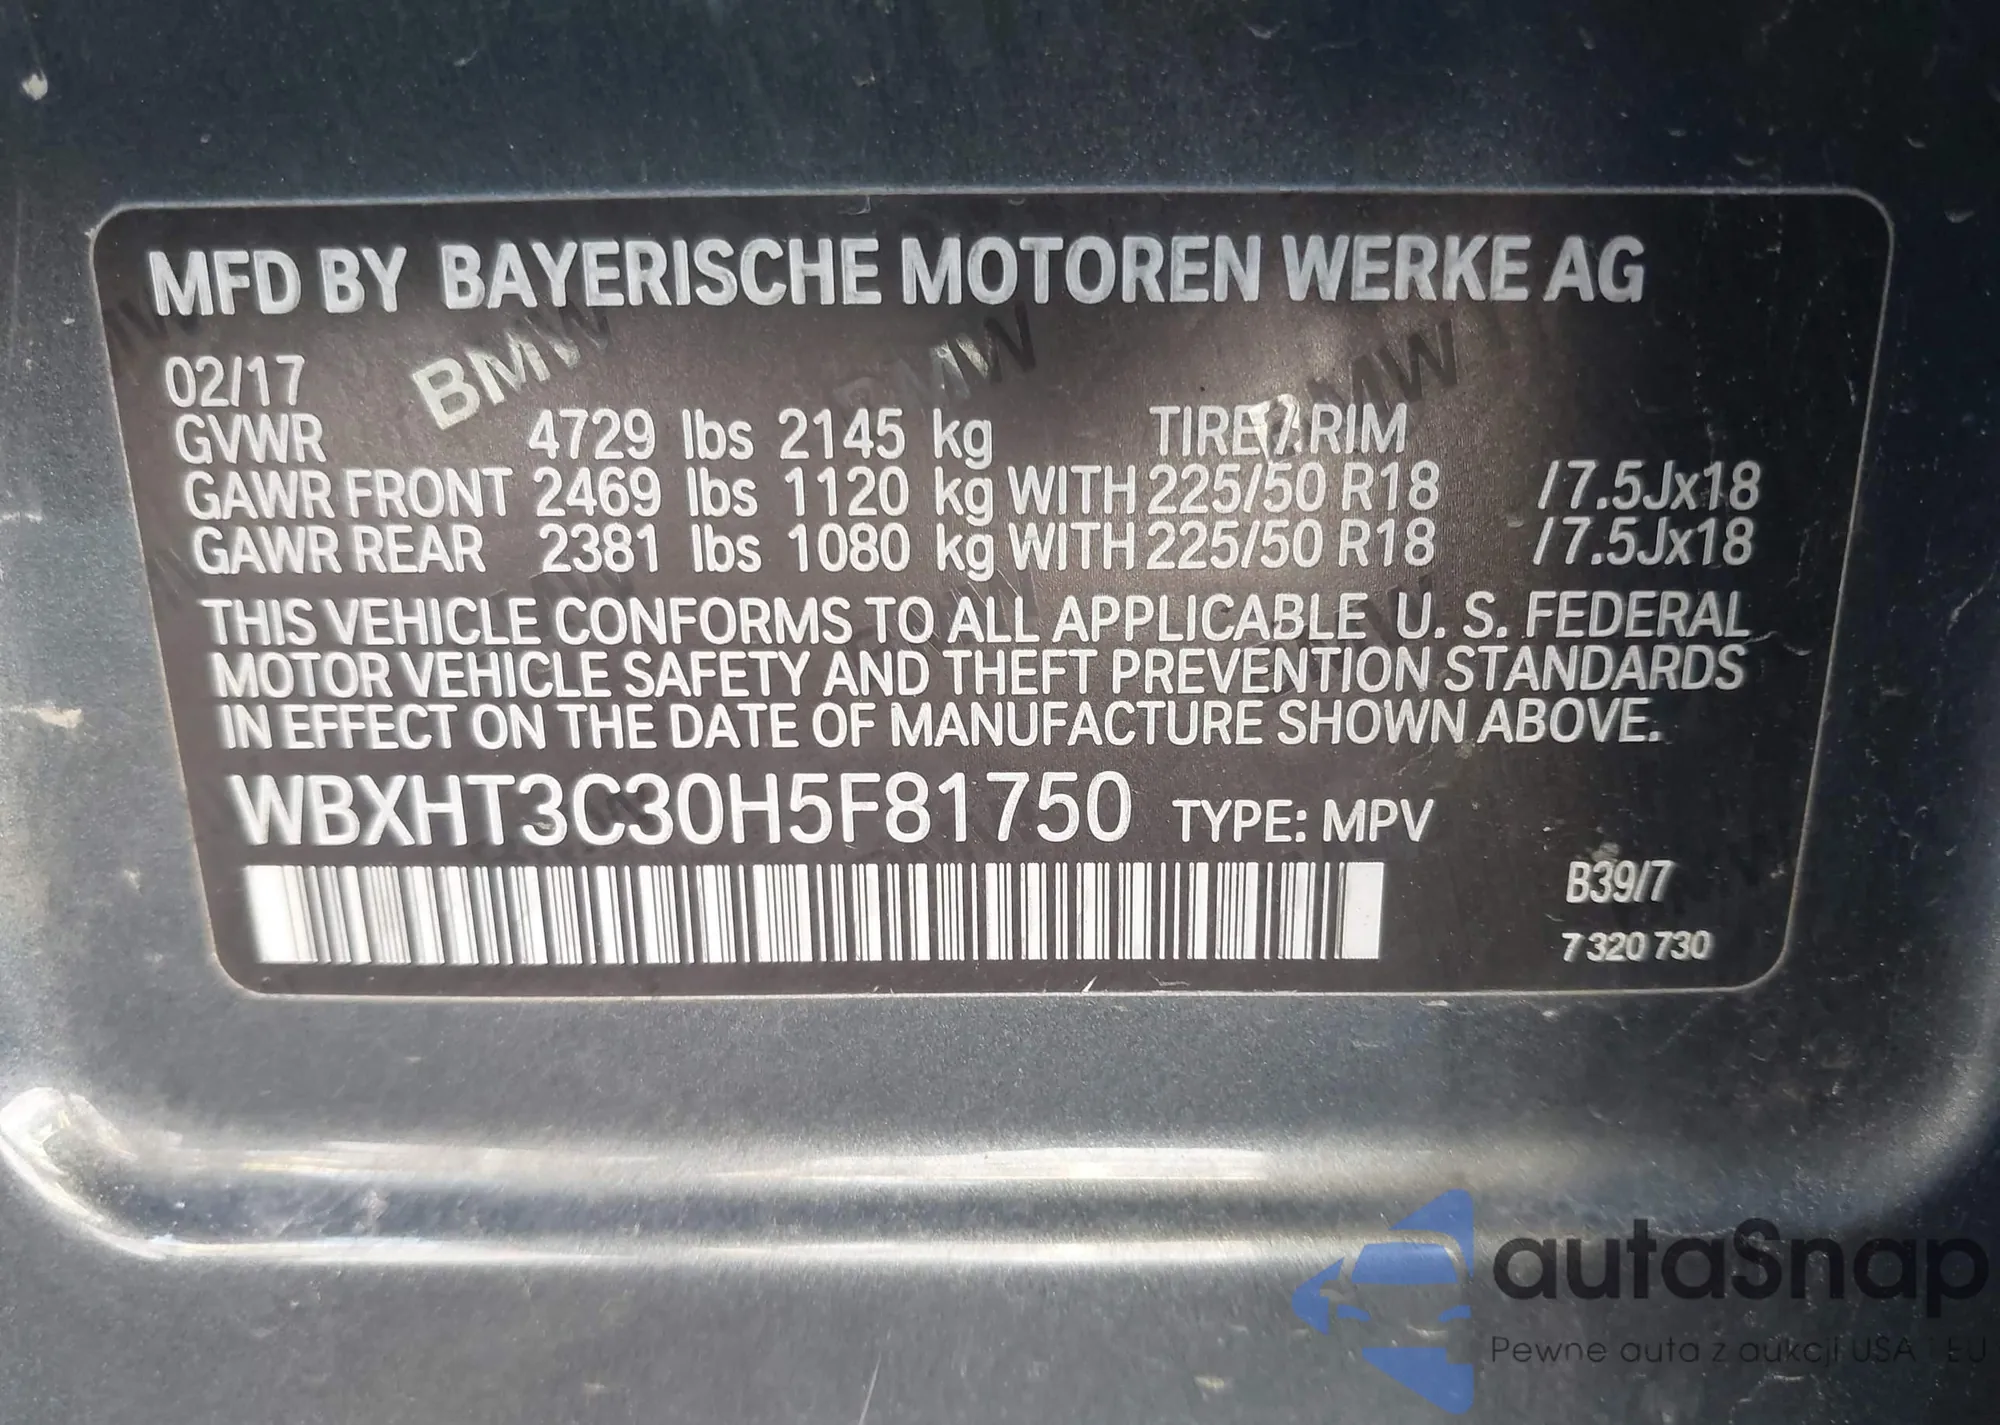 MFD BY BAYERISCHE MOTOREN WERKE AG
02/17
GVWR 4729 lbs 2145 kg TIRE / RIM
GAWR FRONT 2469 lbs 1120 kg WITH 225/50 R18 /7.5Jx18
GAWR REAR 2381 lbs 1080 kg WITH 225/50 R18 /7.5Jx18
THIS VEHICLE CONFORMS TO ALL APPLICABLE U. S. FEDERAL
MOTOR VEHICLE SAFETY AND THEFT PREVENTION STANDARDS
IN EFFECT ON THE DATE OF MANUFACTURE SHOWN ABOVE.
WBXHT3C30H5F81750 TYPE: MPV
B39/7
7 320 730
BMW
BMW
BMW
autaSnap
Pewne auta z aukcji USA i EU